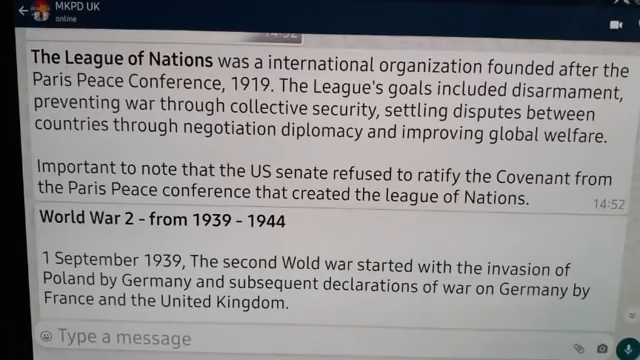 MKPD UK
online
14:52
The League of Nations was a international organization founded after the
Paris Peace Conference, 1919. The League's goals included disarmament,
preventing war through collective security, settling disputes between
countries through negotiation diplomacy and improving global welfare.
Important to note that the US senate refused to ratify the Covenant from
the Paris Peace conference that created the league of Nations.
14:52
World War 2 - from 1939 - 1944
1 September 1939, The second Wold war started with the invasion of
Poland by Germany and subsequent declarations of war on Germany by
France and the United Kingdom.
Type a message